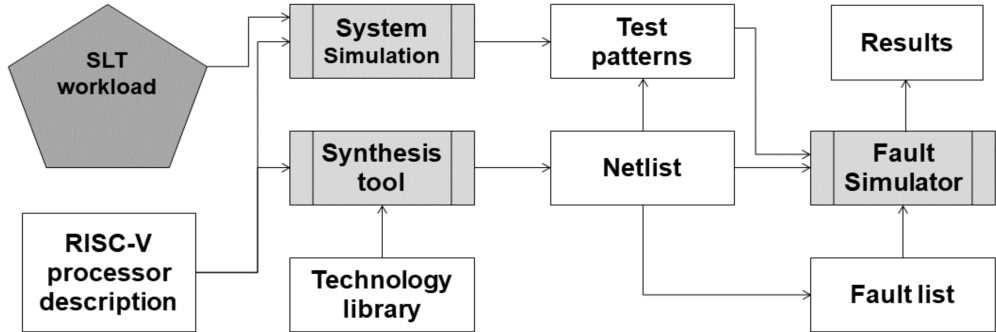 SLT
workload
System
Simulation
Test
patterns
Results
Synthesis
tool
Netlist
Fault
Simulator
RISC-V
processor
description
Technology
library
Fault list